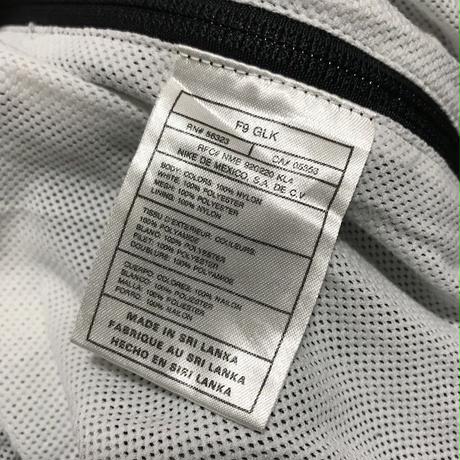 F9 GLK
RN# 56323 CA# 05553
RFC# NME 920220 KL4
NIKE DE MEXICO, S.A. DE C.V.
BODY: COLORS: 100% NYLON
WHITE: 100% POLYESTER
MESH: 100% POLYESTER
LINING: 100% NYLON
TISSU D'EXTERIEUR: COULEURS:
100% POLYAMIDE
BLANC: 100% POLYESTER
FILET: 100% POLYESTER
DOUBLURE: 100% POLYAMIDE
CUERPO: COLORES: 100% NAILON
BLANCO: 100% POLIESTER
MALLA: 100% POLIESTER
FORRO: 100% NAILON
MADE IN SRI LANKA
FABRIQUE AU SRI LANKA
HECHO EN SRI LANKA